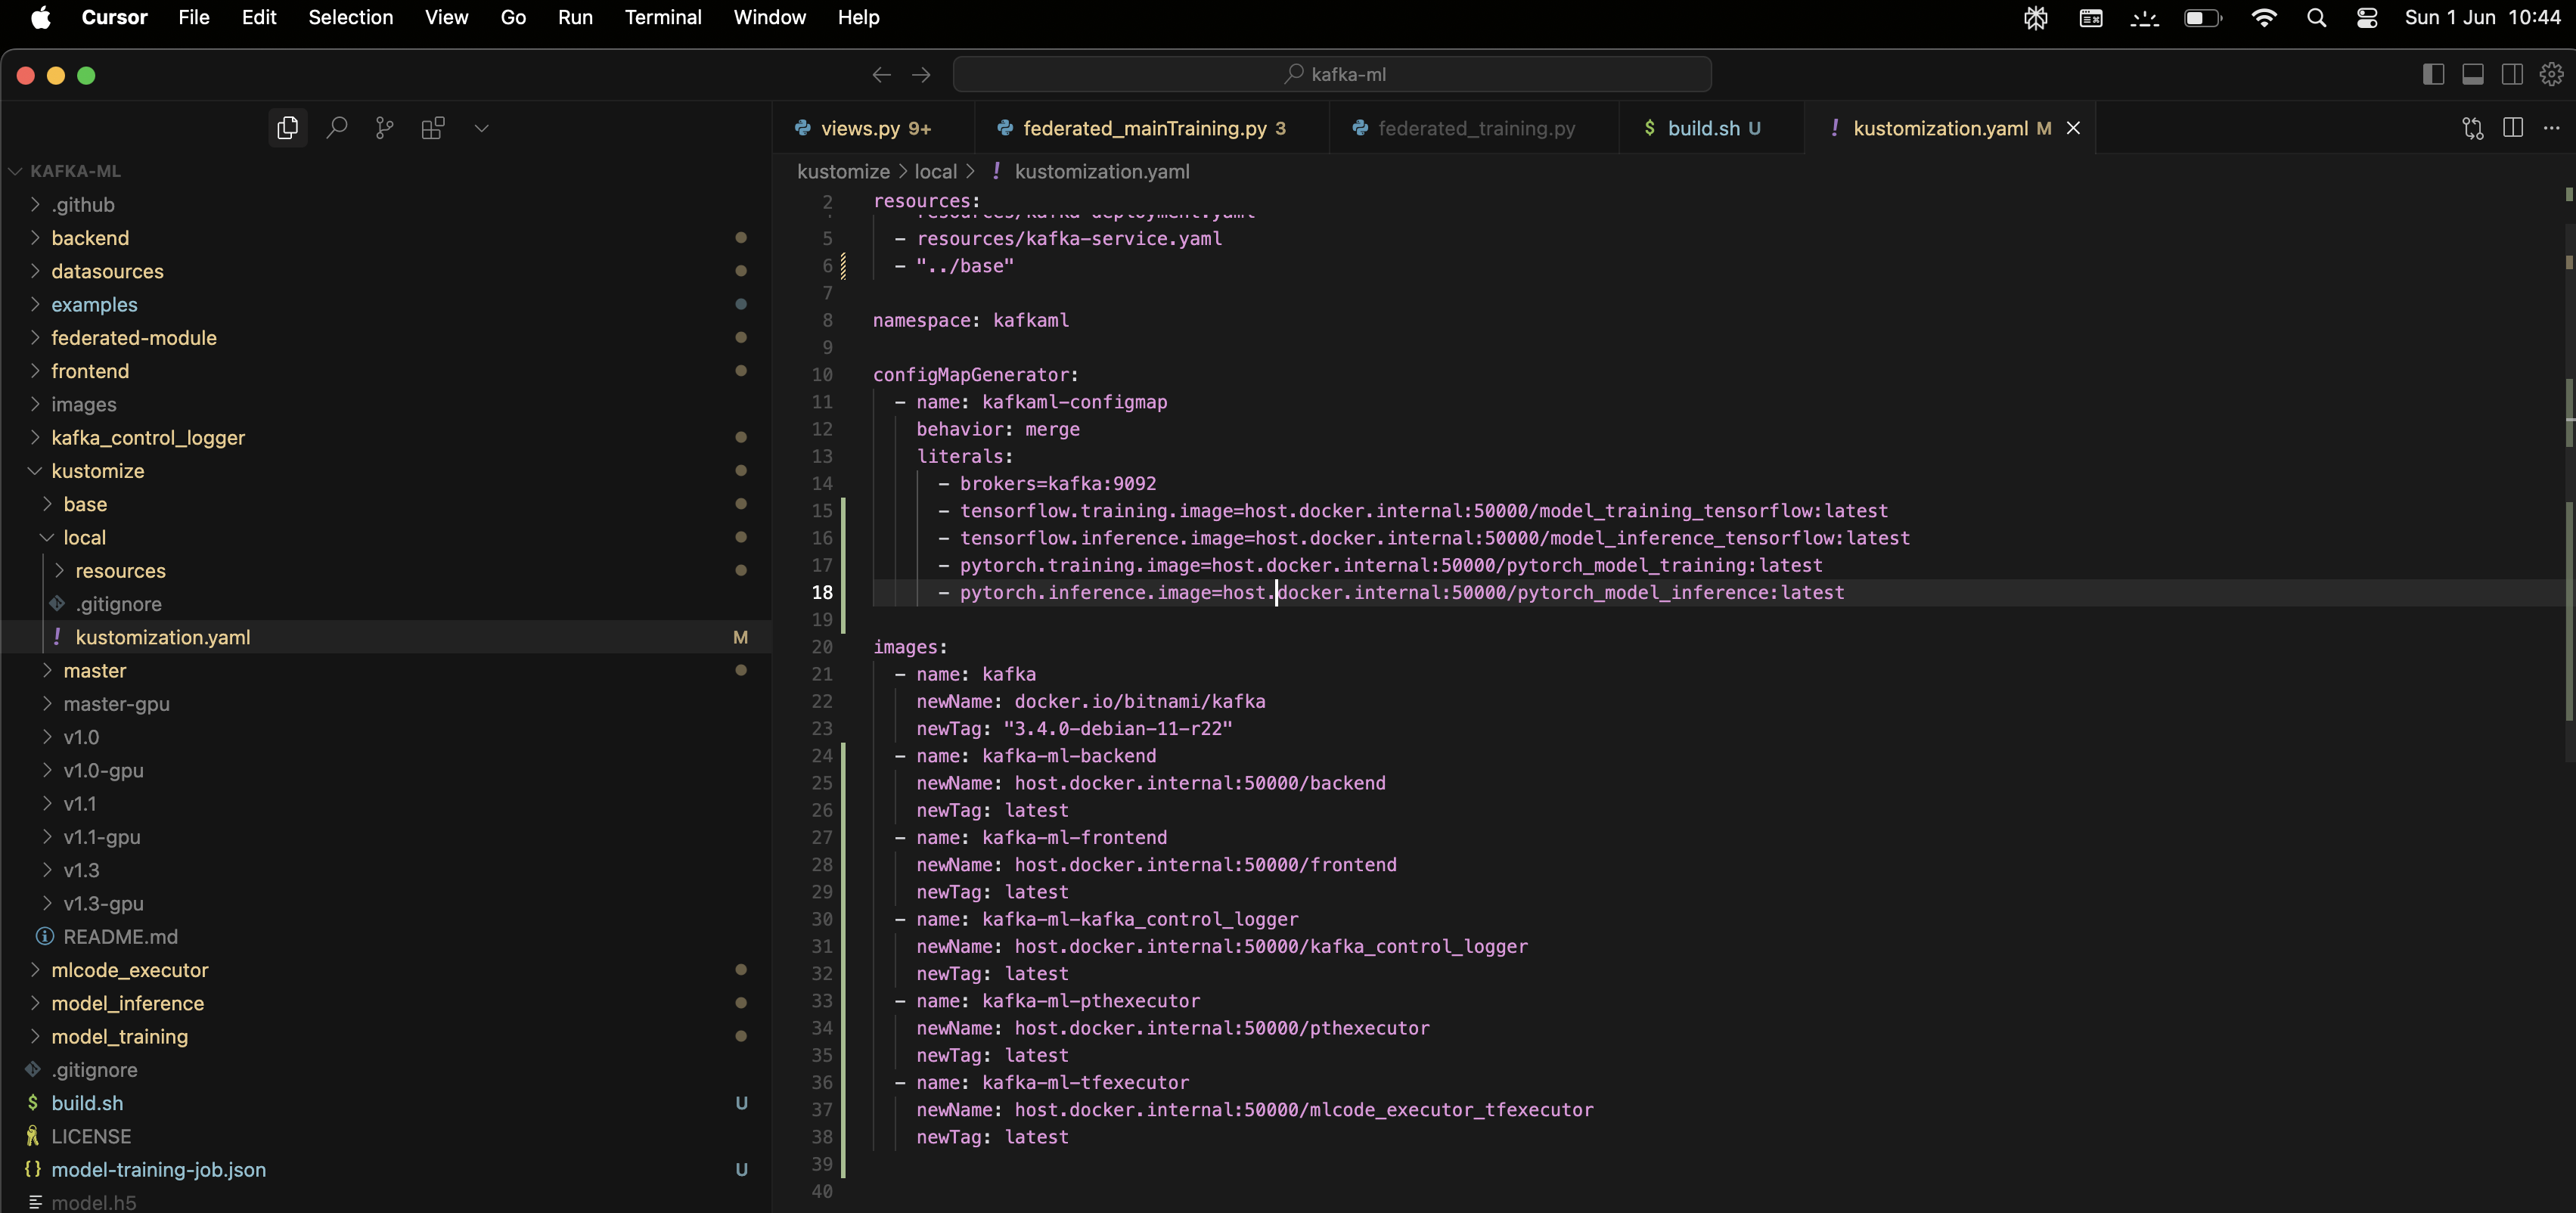 Cursor File Edit Selection View Go Run Terminal Window Help
Sun 1 Jun 10:44
kafka-ml
views.py 9+
federated_mainTraining.py 3
federated_training.py
$ build.sh U
! kustomization.yaml M
KAFKA-ML
.github
backend
datasources
examples
federated-module
frontend
images
kafka_control_logger
kustomize
base
local
resources
.gitignore
! kustomization.yaml M
master
master-gpu
v1.0
v1.0-gpu
v1.1
v1.1-gpu
v1.3
v1.3-gpu
README.md
mlcode_executor
model_inference
model_training
.gitignore
$ build.sh U
LICENSE
{} model-training-job.json U
model.h5
kustomize > local > ! kustomization.yaml
2 resources:
- resources/kafka-deployment.yaml
5 - resources/kafka-service.yaml
6 - "../base"
7
8 namespace: kafkaml
9
10 configMapGenerator:
11 - name: kafkaml-configmap
12 behavior: merge
13 literals:
14 - brokers=kafka:9092
15 - tensorflow.training.image=host.docker.internal:50000/model_training_tensorflow:latest
16 - tensorflow.inference.image=host.docker.internal:50000/model_inference_tensorflow:latest
17 - pytorch.training.image=host.docker.internal:50000/pytorch_model_training:latest
18 - pytorch.inference.image=host.docker.internal:50000/pytorch_model_inference:latest
19
20 images:
21 - name: kafka
22 newName: docker.io/bitnami/kafka
23 newTag: "3.4.0-debian-11-r22"
24 - name: kafka-ml-backend
25 newName: host.docker.internal:50000/backend
26 newTag: latest
27 - name: kafka-ml-frontend
28 newName: host.docker.internal:50000/frontend
29 newTag: latest
30 - name: kafka-ml-kafka_control_logger
31 newName: host.docker.internal:50000/kafka_control_logger
32 newTag: latest
33 - name: kafka-ml-pthexecutor
34 newName: host.docker.internal:50000/pthexecutor
35 newTag: latest
36 - name: kafka-ml-tfexecutor
37 newName: host.docker.internal:50000/mlcode_executor_tfexecutor
38 newTag: latest
39
40